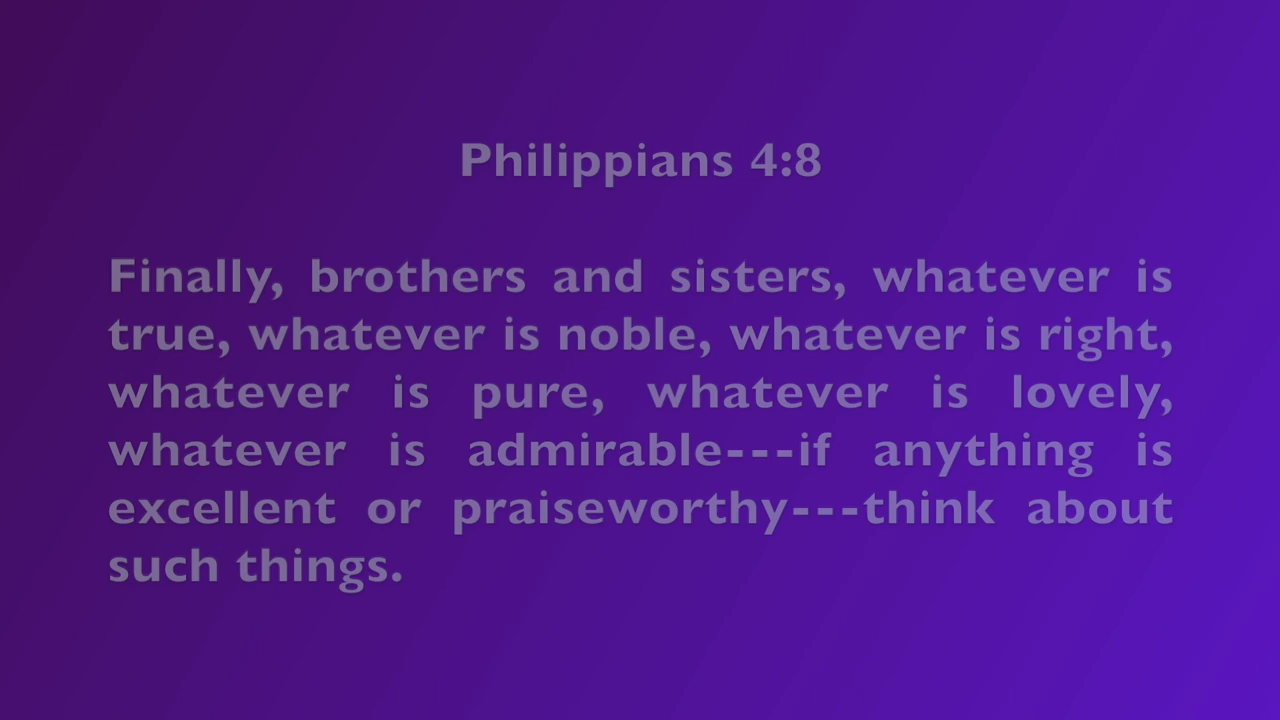 Philippians 4:8
Finally, brothers and sisters, whatever is
true, whatever is noble, whatever is right,
whatever is pure, whatever is lovely,
whatever is admirable---if anything is
excellent or praiseworthy---think about
such things.